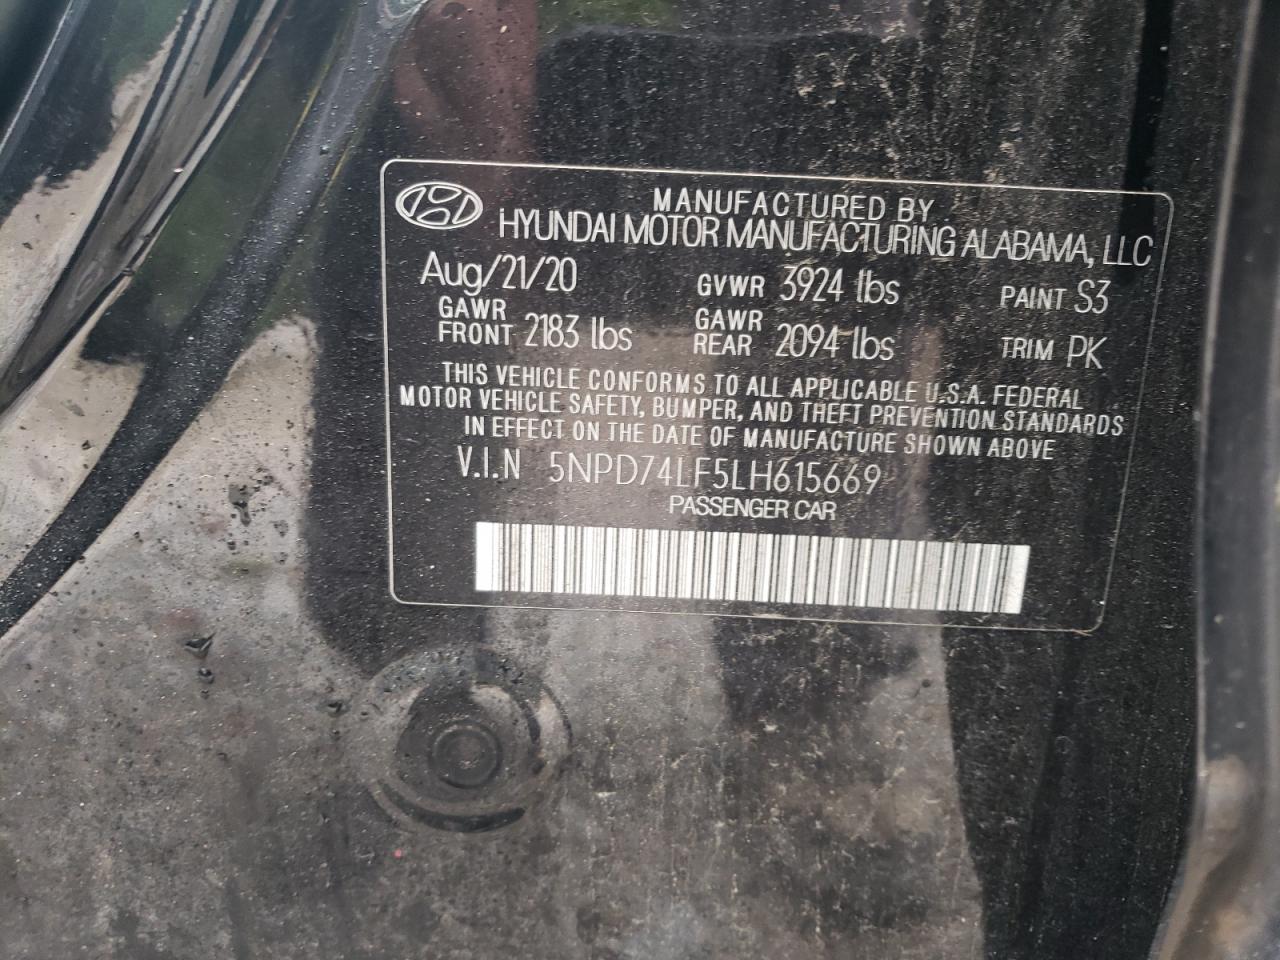 MANUFACTURED BY
HYUNDAI MOTOR MANUFACTURING ALABAMA, LLC
Aug/21/20 GVWR 3924 lbs PAINT S3
GAWR FRONT 2183 lbs GAWR REAR 2094 lbs TRIM PK
THIS VEHICLE CONFORMS TO ALL APPLICABLE U.S.A. FEDERAL
MOTOR VEHICLE SAFETY, BUMPER, AND THEFT PREVENTION STANDARDS
IN EFFECT ON THE DATE OF MANUFACTURE SHOWN ABOVE
V.I.N 5NPD74LF5LH615669
PASSENGER CAR